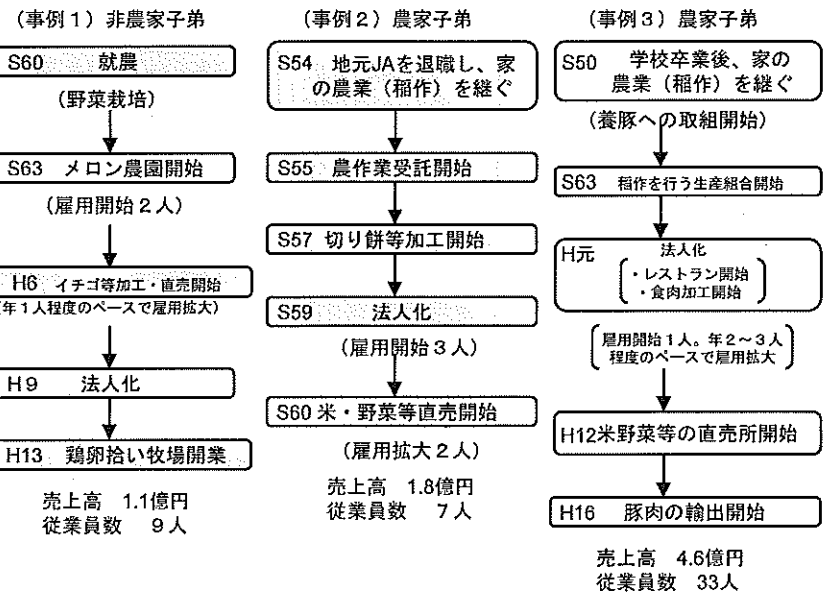 (事例1)非農家子弟
S60 就農
(野菜栽培)
S63 メロン農園開始
(雇用開始2人)
H6 イチゴ等加工・直売開始
年1人程度のペースで雇用拡大)
H9 法人化
H13 鶏卵拾い牧場開業
売上高 1.1億円
従業員数 9人
(事例2)農家子弟
S54 地元JAを退職し、家
の農業(稲作)を継ぐ
S55 農作業受託開始
S57 切り餅等加工開始
S59 法人化
(雇用開始3人)
S60 米・野菜等直売開始
(雇用拡大2人)
売上高 1.8億円
従業員数 7人
(事例3)農家子弟
S50 学校卒業後、家の
農業(稲作)を継ぐ
(養豚への取組開始)
S63 稲作を行う生産組合開始
H元 法人化
・レストラン開始
・食肉加工開始
雇用開始1人。年2~3人
程度のペースで雇用拡大
H12米野菜等の直売所開始
H16 豚肉の輸出開始
売上高 4.6億円
従業員数 33人